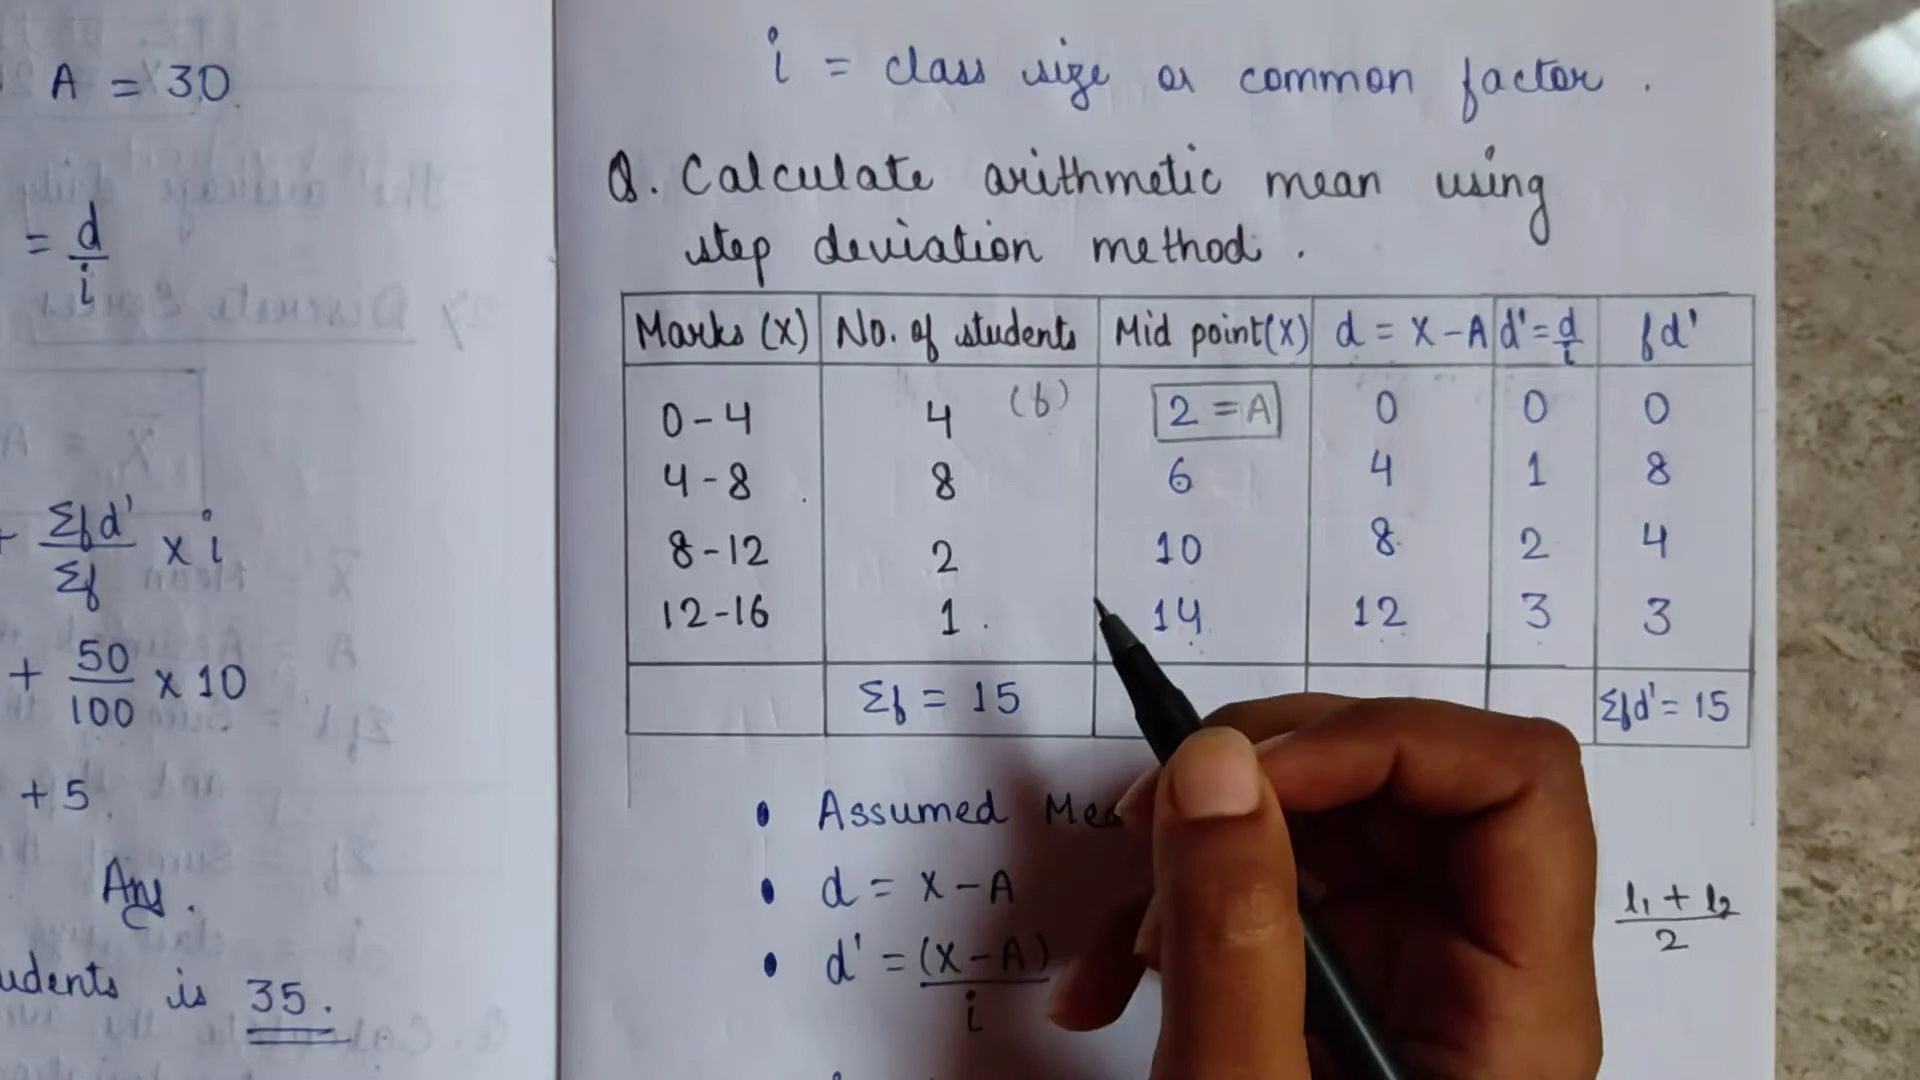 A = 30
= d/i
Σfd'/Σf x i
+ 50/100 x 10
+5
Ans.
is 35.
i = class size or common factor.
Q. Calculate arithmetic mean using
step deviation method.
Marks (X) No. of students Mid point(X) d = X-A d'=d/i fd'
0-4 4 (f) 2 =A 0 0 0
4-8 8 6 4 1 8
8-12 2 10 8 2 4
12-16 1 14 12 3 3
Σf = 15 Σfd'= 15
• Assumed
• d = X-A
• d' = (X-A)/i
l₁ + l₂/2